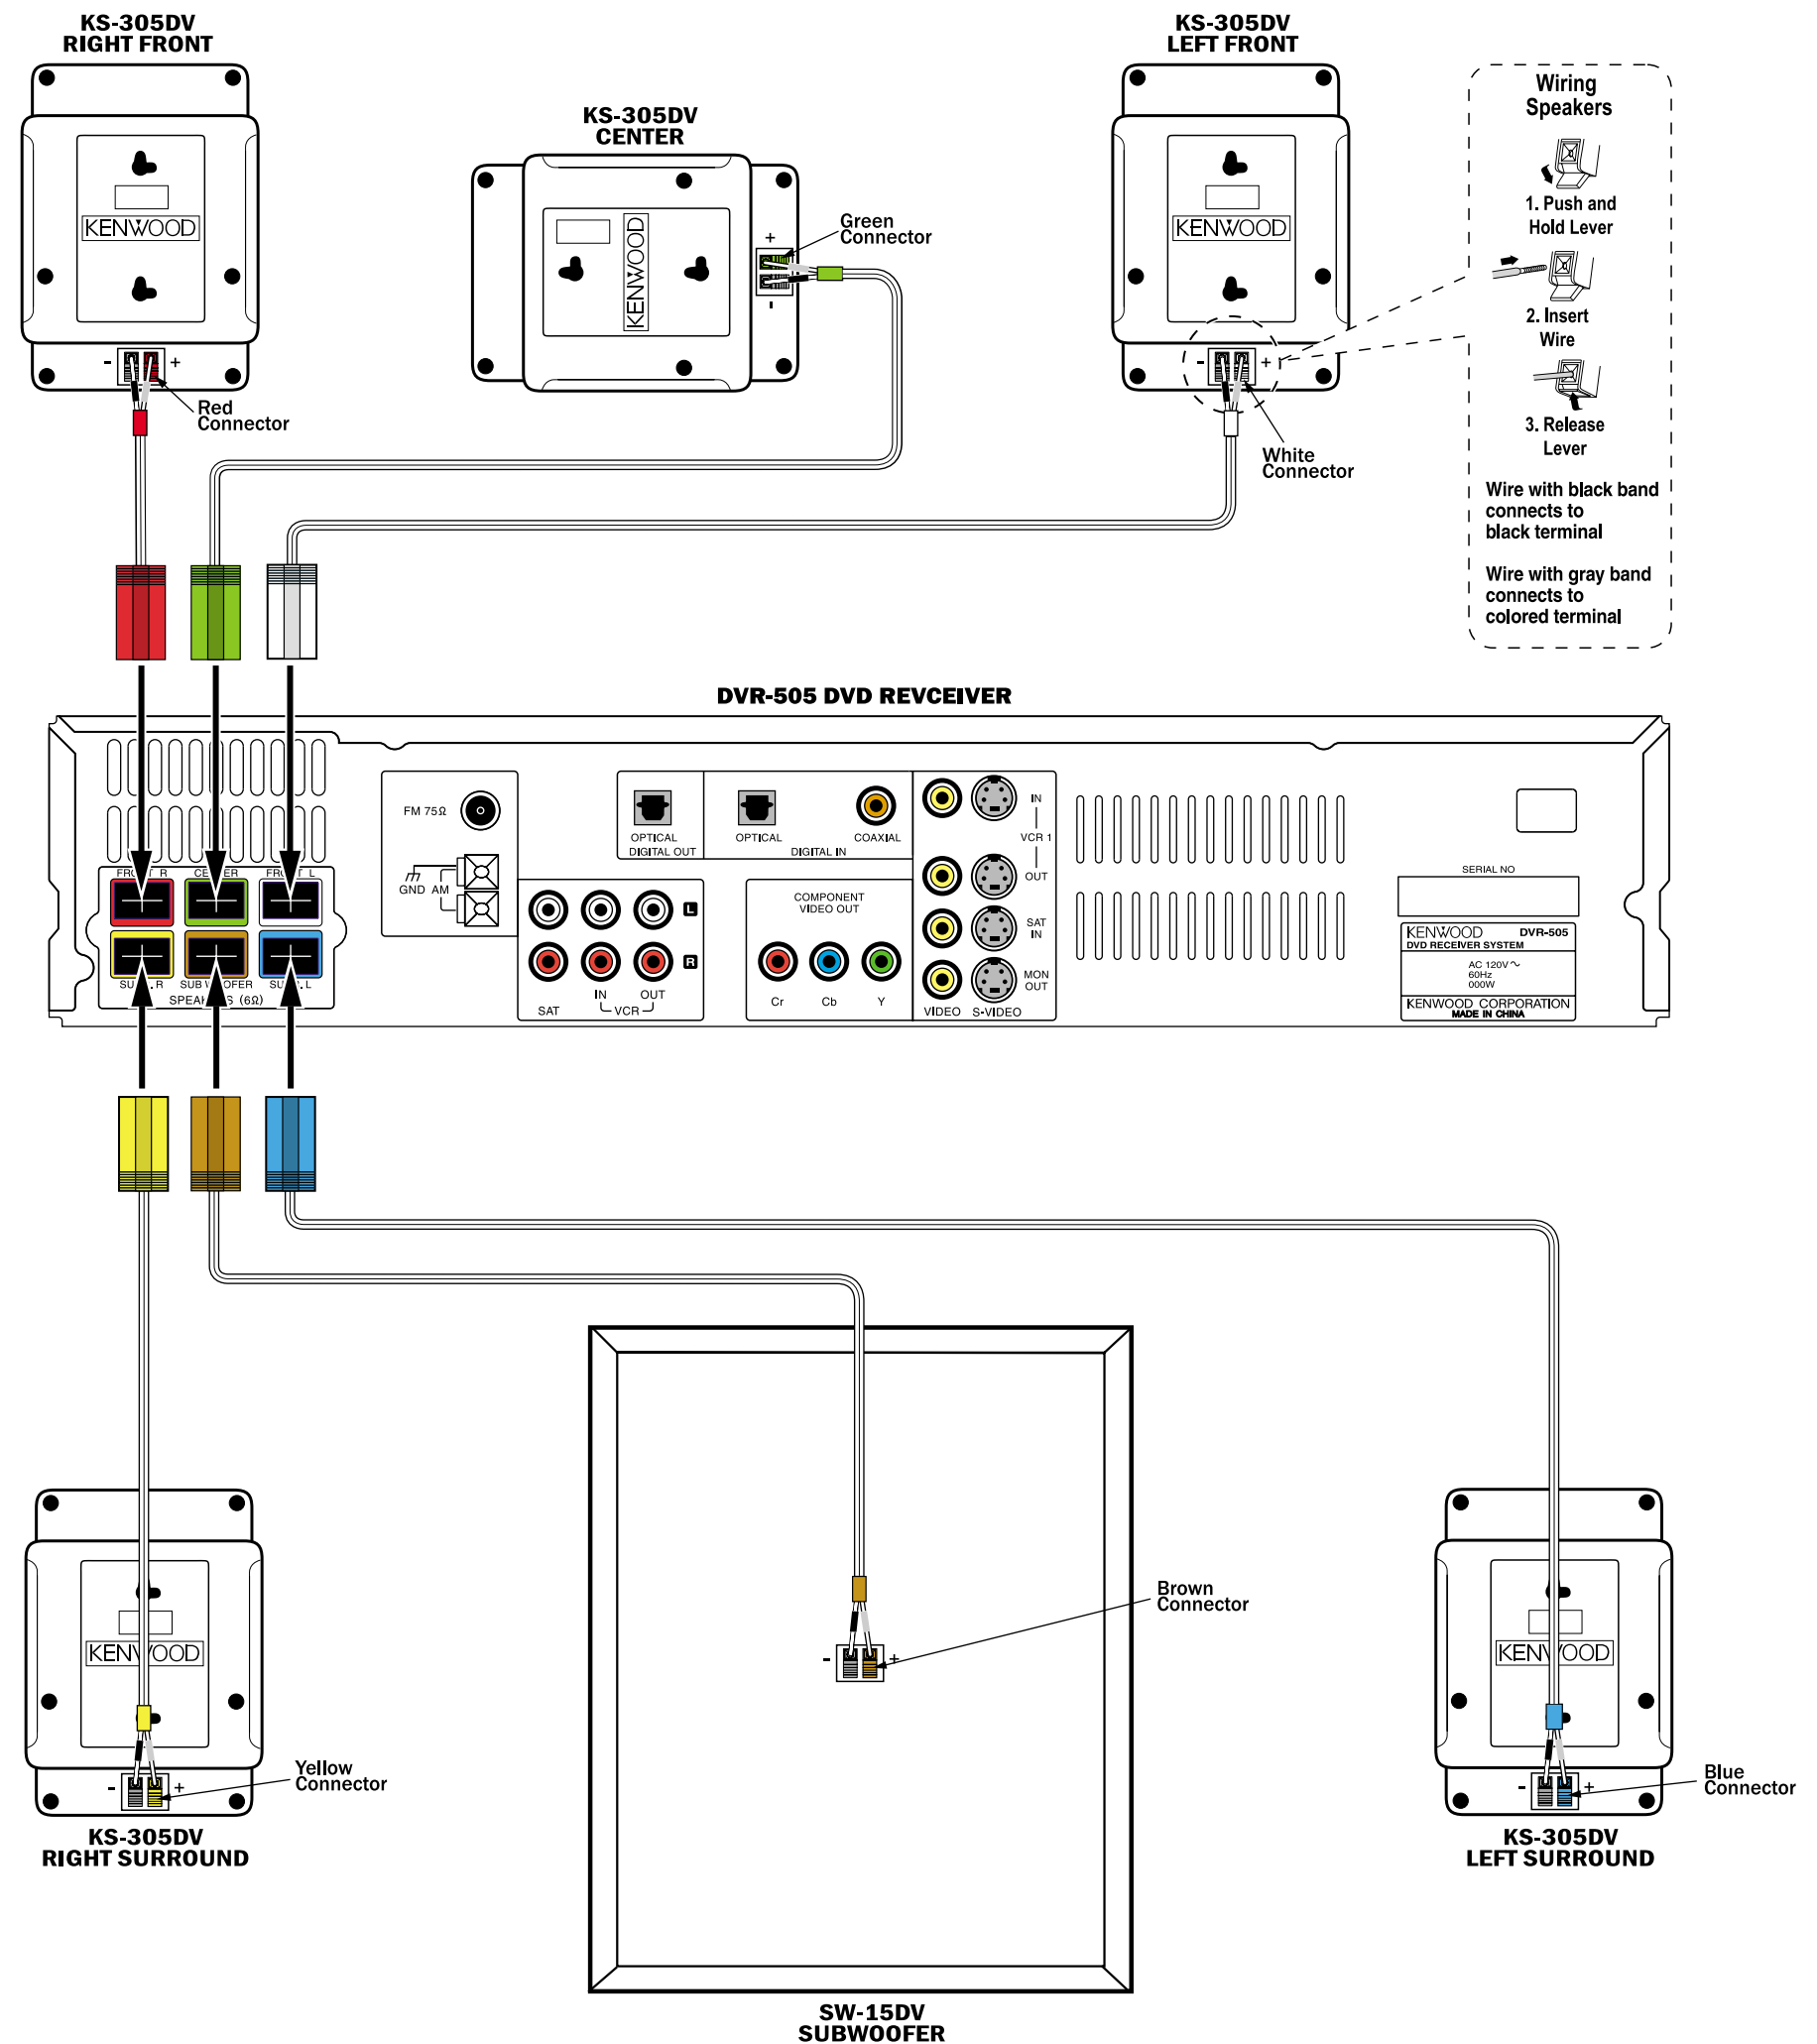 KS-305DV
RIGHT FRONT
KS-305DV
LEFT FRONT
KS-305DV
CENTER
KENWOOD
- +
Red
Connector
KENWOOD
+
-
Green
Connector
KENWOOD
- +
White
Connector
Wiring
Speakers
1. Push and
Hold Lever
2. Insert
Wire
3. Release
Lever
Wire with black band
connects to
black terminal
Wire with gray band
connects to
colored terminal
DVR-505 DVD REVCEIVER
FRONT R
FRONT L
SUB WOOFER
(6Ω)
FM 75Ω
GND AM
OPTICAL
DIGITAL OUT
OPTICAL
COAXIAL
DIGITAL IN
L
R
SAT
IN
OUT
VCR
COMPONENT
VIDEO OUT
Cr
Cb
Y
IN
VCR 1
OUT
SAT
IN
MON
OUT
VIDEO
S-VIDEO
SERIAL NO
KENWOOD DVR-505
DVD RECEIVER SYSTEM
AC 120V~
60Hz
000W
KENWOOD CORPORATION
MADE IN CHINA
KENWOOD
- +
Yellow
Connector
KS-305DV
RIGHT SURROUND
- +
Brown
Connector
SW-15DV
SUBWOOFER
KENWOOD
- +
Blue
Connector
KS-305DV
LEFT SURROUND